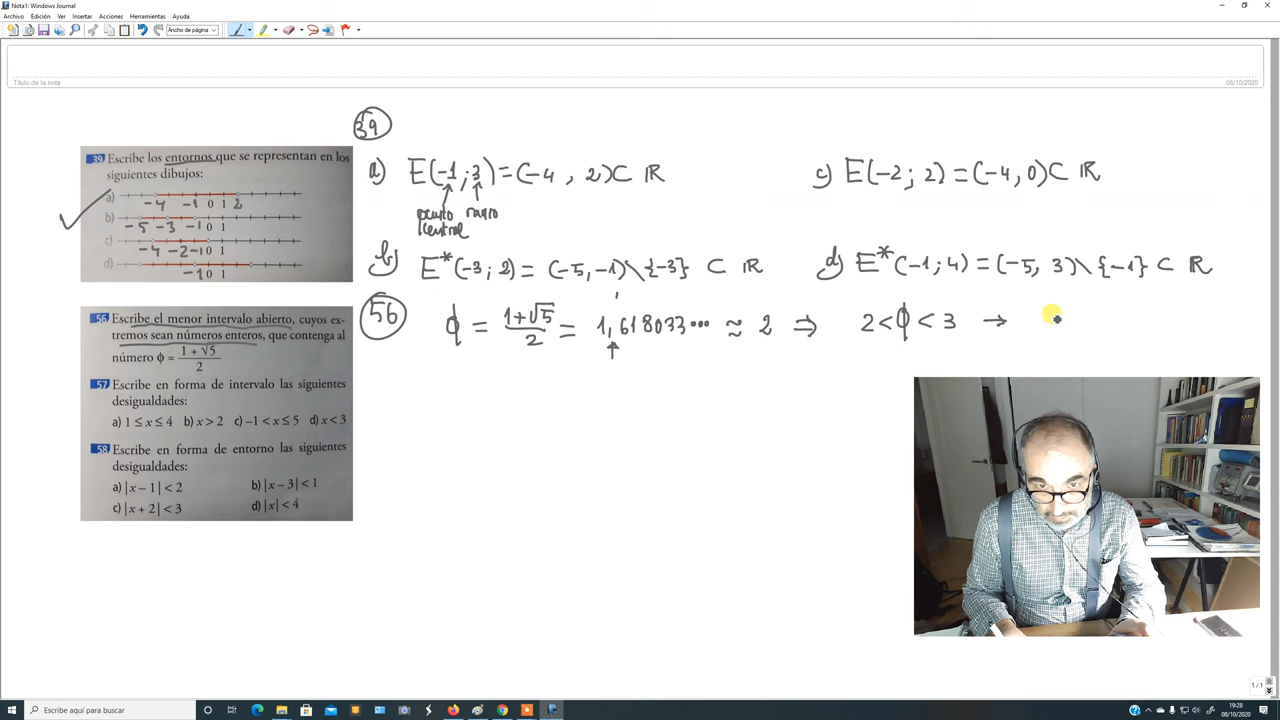 Nota1: Windows Journal
Archivo Edición Ver Insertar Acciones Herramientas Ayuda
Ancho de página
Título de la nota
08/10/2020
39 Escribe los entornos que se representan en los
siguientes dibujos:
a) -4 -1 0 1 2
b) -5 -3 -1 0 1
c) -4 -2 -1 0 1
d) -1 0 1
56 Escribe el menor intervalo abierto, cuyos ex-
tremos sean números enteros, que contenga al
número ϕ = (1 + √5)/2
57 Escribe en forma de intervalo las siguientes
desigualdades:
a) 1 ≤ x ≤ 4 b) x > 2 c) -1 < x ≤ 5 d) x < 3
58 Escribe en forma de entorno las siguientes
desigualdades:
a) |x − 1| < 2 b) |x − 3| < 1
c) |x + 2| < 3 d) |x| < 4
39
a) E(-1; 3) = (-4, 2) ⊂ ℝ
punto central
radio
c) E(-2; 2) = (-4, 0) ⊂ ℝ
b) E*(-3; 2) = (-5, -1) \ {-3} ⊂ ℝ
d) E*(-1; 4) = (-5, 3) \ {-1} ⊂ ℝ
56 ϕ = (1+√5)/2 = 1,618033... ≈ 2 ⇒ 2 < ϕ < 3 →
1/1
Escribe aquí para buscar
19:28
08/10/2020